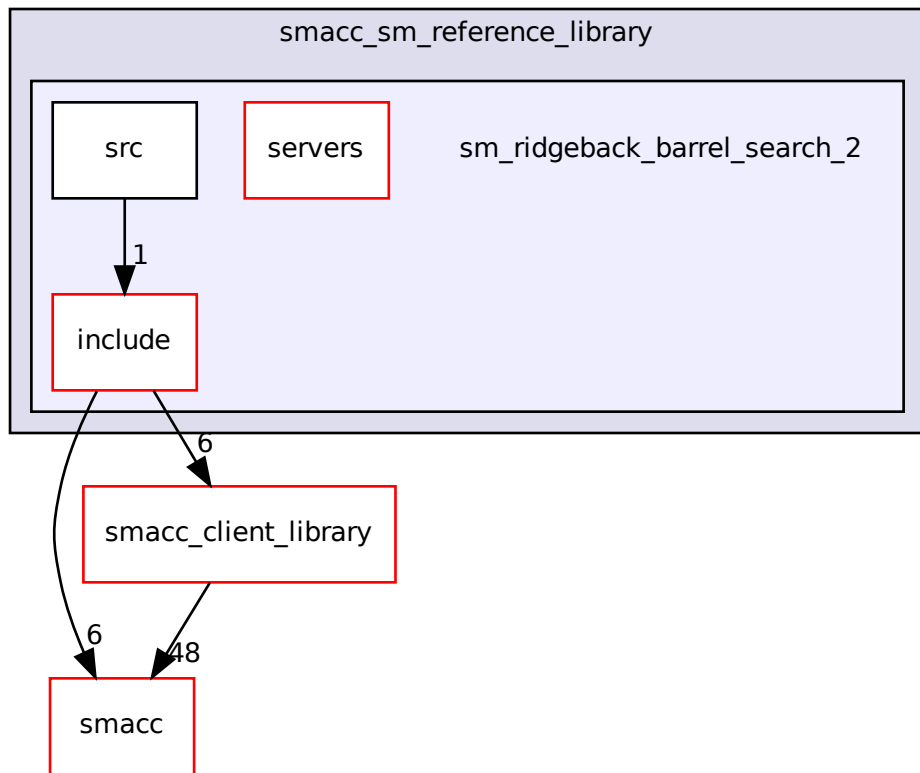 smacc_sm_reference_library
src
servers
sm_ridgeback_barrel_search_2
1
include
6
smacc_client_library
6
48
smacc